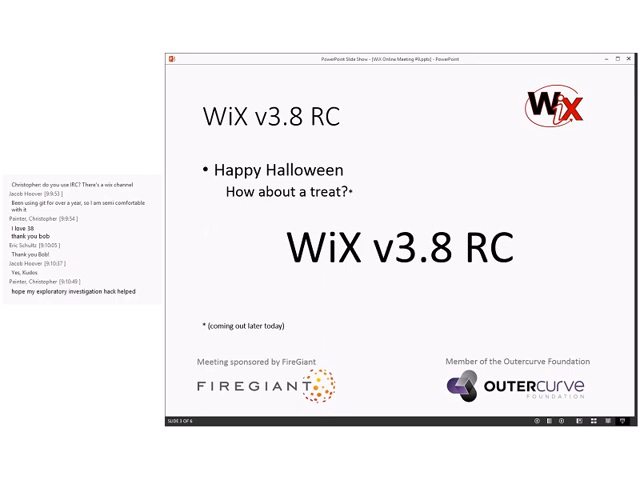 Christophen do you use IRC? There's a wix channel
Jacob Hoover [9:9:53 ]
Been using git for over a year, so I am semi comfortable
with it
Painter, Christopher [9:9:54 ]
I love 38
thank you bob
Eric Schultz [9:10:05 ]
Thank you Bob!
Jacob Hoover [9:10:37 ]
Yes, Kudos
Painter, Christopher [9:10:49 ]
hope my exploratory investigation hack helped
PowerPoint Slide Show - [WiX Online Meeting #9.pptx] - PowerPoint
WiX v3.8 RC
WiX
• Happy Halloween
How about a treat?*
WiX v3.8 RC
* (coming out later today)
Meeting sponsored by FireGiant
FIREGIANT
Member of the Outercurve Foundation
OUTERCURVE
FOUNDATION
SLIDE 3 OF 6